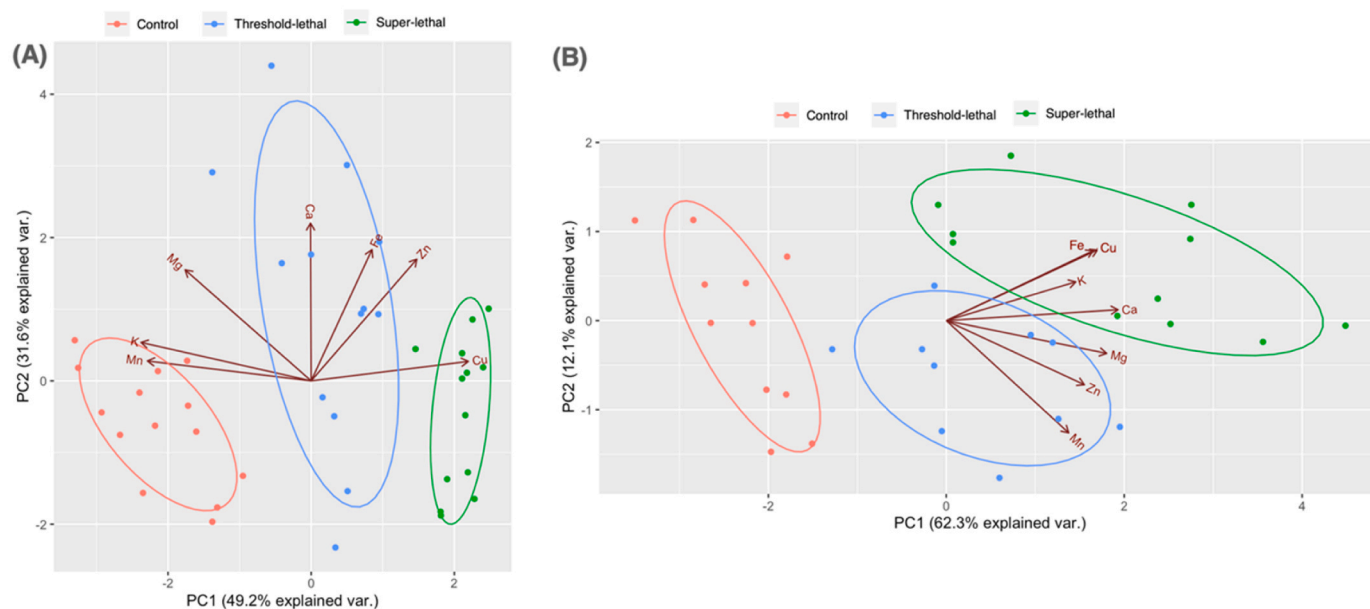 Control Threshold-lethal Super-lethal
(A)
4
2
0
-2
PC2 (31.6% explained var.)
Ca
Fe
Zn
Mg
K
Mn
Cu
-2 0 2
PC1 (49.2% explained var.)
(B)
Control Threshold-lethal Super-lethal
2
1
0
-1
PC2 (12.1% explained var.)
Fe Cu
K
Ca
Mg
Zn
Mn
-2 0 2 4
PC1 (62.3% explained var.)